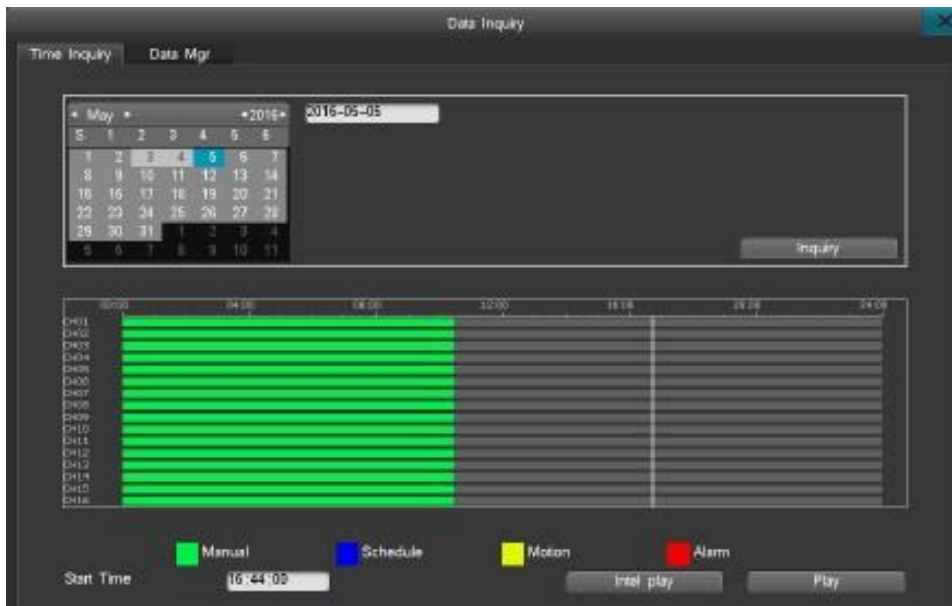 Data Inquiry
Time Inquiry Data Mgr
May 2016
2016-05-05
S. 1 2 3 4 5 6
1 2 3 4 5 6 7
8 9 10 11 12 13 14
15 16 17 18 19 20 21
22 23 24 25 26 27 28
29 30 31 1 2 3 4
5 6 7 8 9 10 11
Inquiry
00:00 04:00 08:00 12:00 16:00 20:00 24:00
CH01
CH02
CH03
CH04
CH05
CH06
CH07
CH08
CH09
CH10
CH11
CH12
CH13
CH14
CH15
CH16
Manual Schedule Motion Alarm
Start Time 16:44:00 Intel play Play